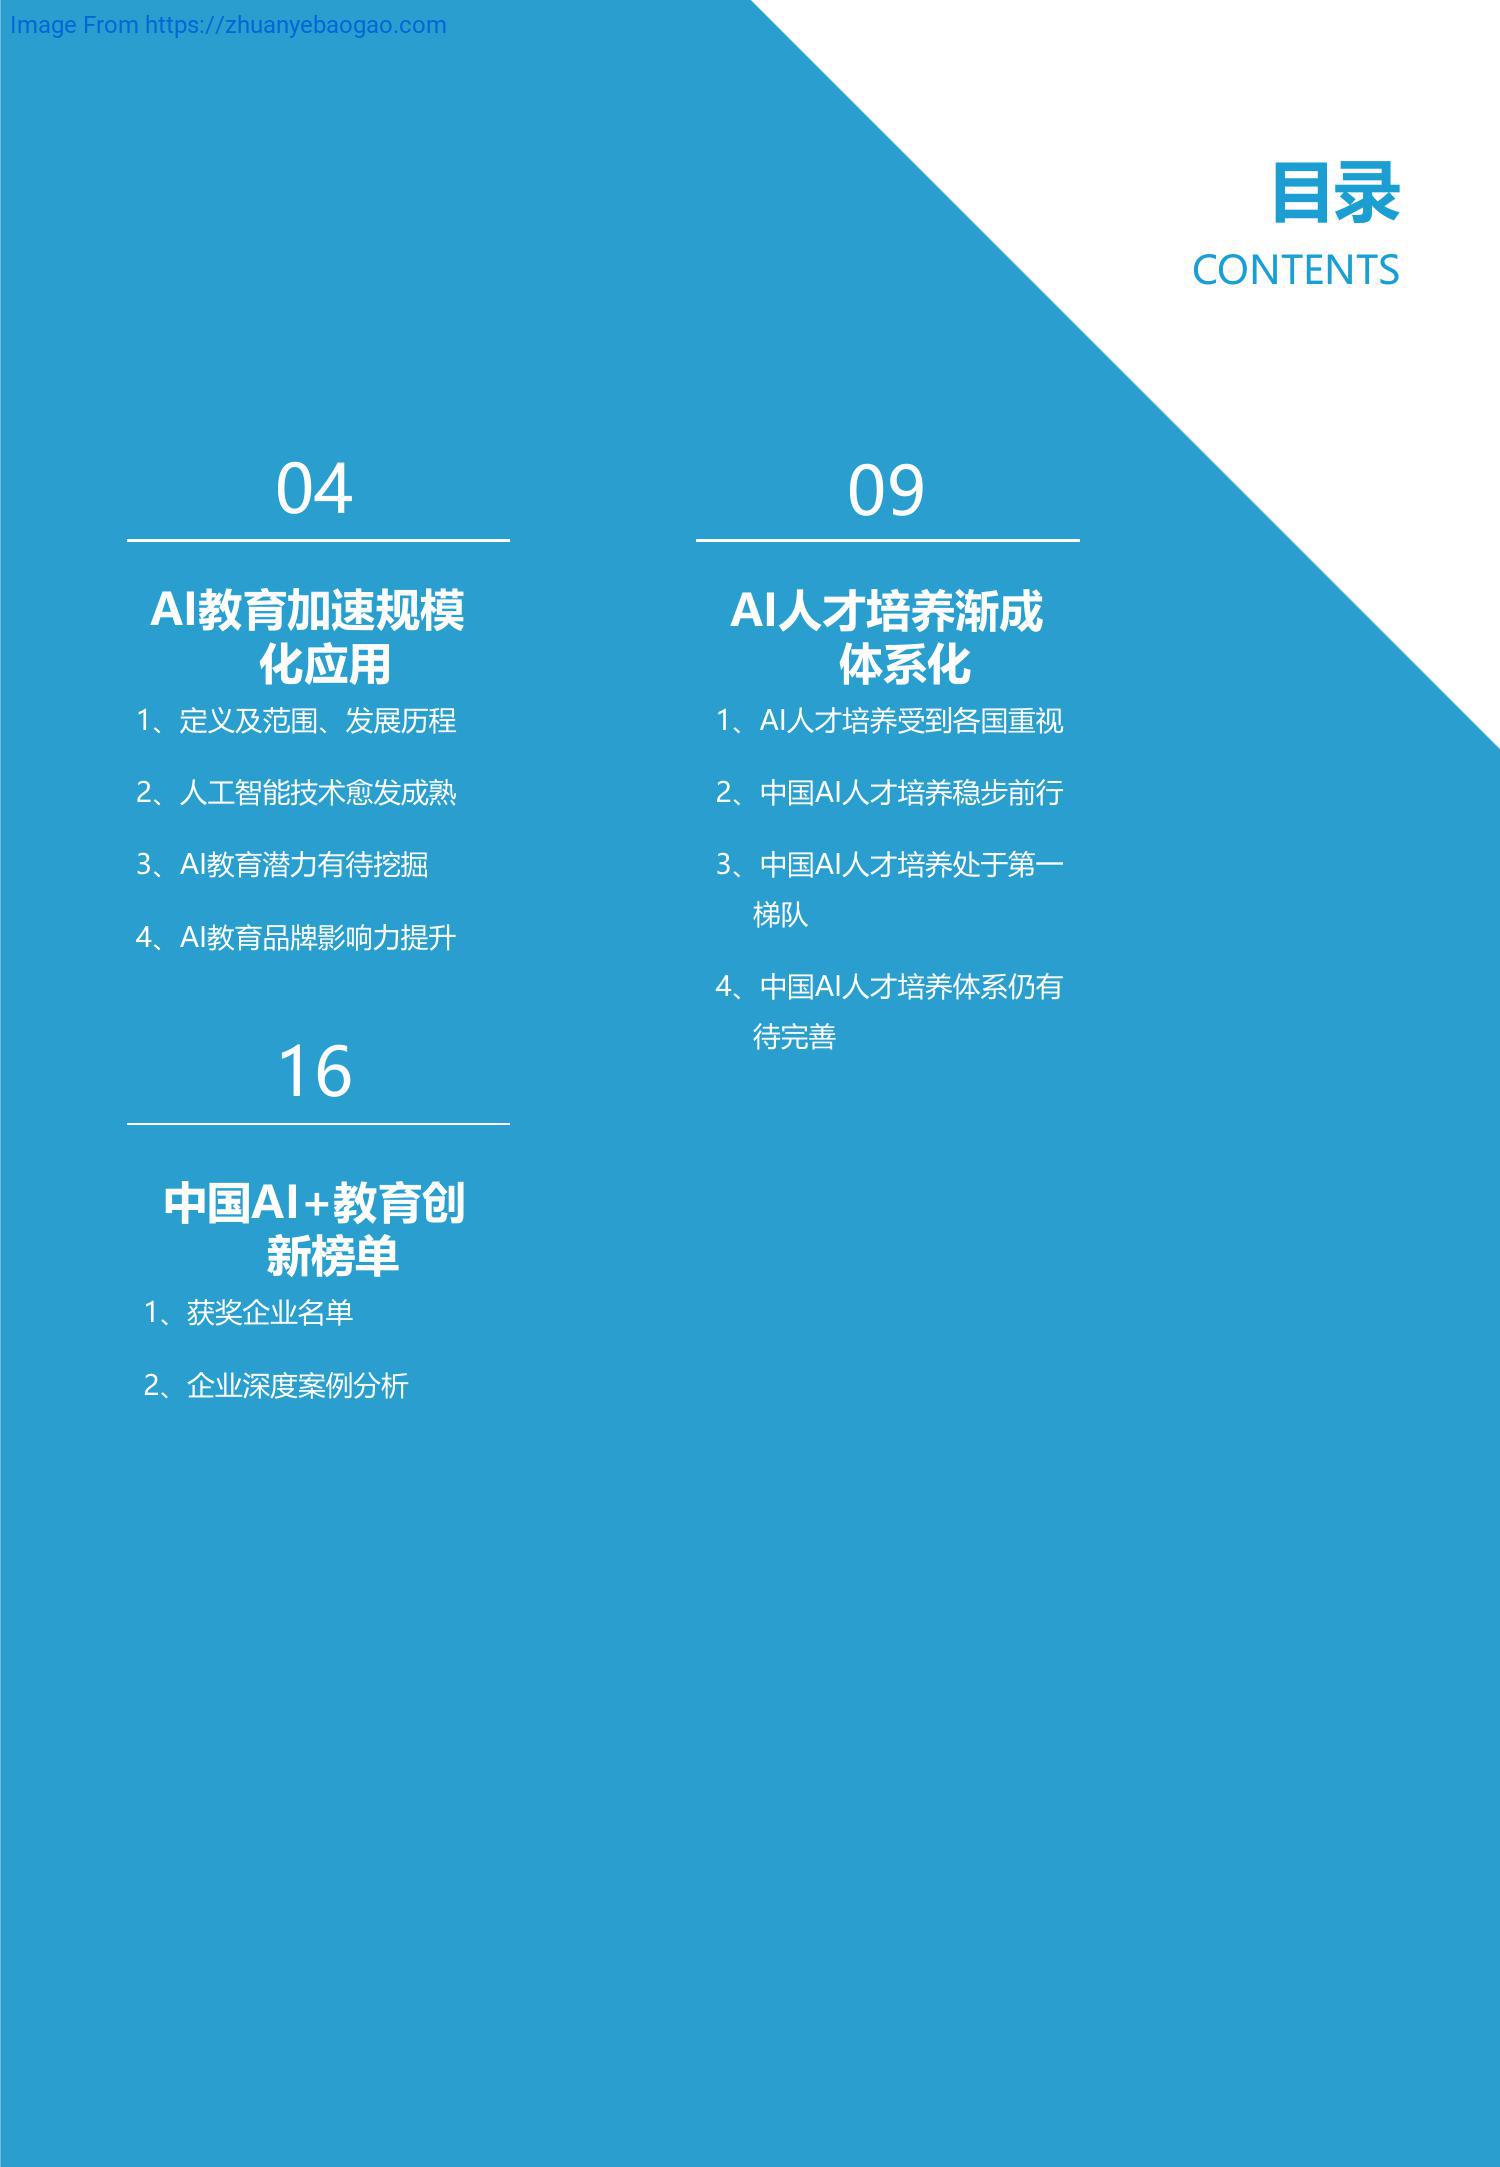 Image From https://zhuanyebaogao.com
目录
CONTENTS
04
AI教育加速规模
化应用
1、定义及范围、发展历程
2、人工智能技术愈发成熟
3、AI教育潜力有待挖掘
4、AI教育品牌影响力提升
09
AI人才培养渐成
体系化
1、AI人才培养受到各国重视
2、中国AI人才培养稳步前行
3、中国AI人才培养处于第一
梯队
4、中国AI人才培养体系仍有
待完善
16
中国AI+教育创
新榜单
1、获奖企业名单
2、企业深度案例分析